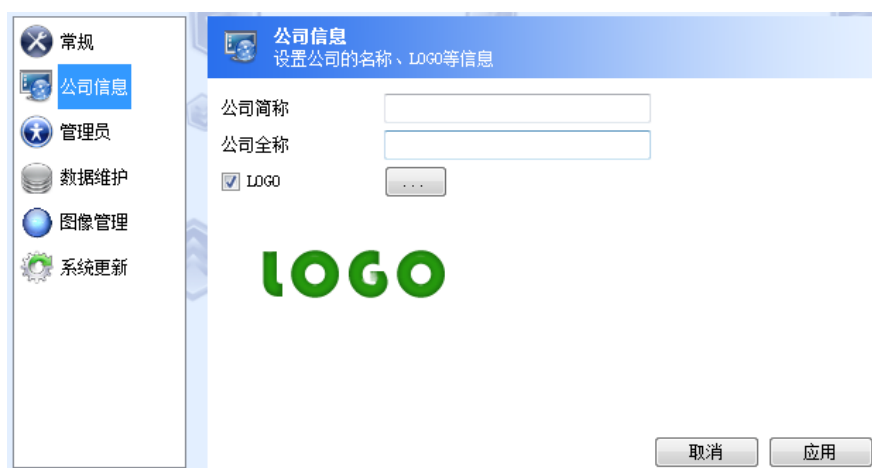 常规
公司信息
管理员
数据维护
图像管理
系统更新
公司信息
设置公司的名称、LOGO等信息
公司简称
公司全称
LOGO
...
LOGO
取消
应用